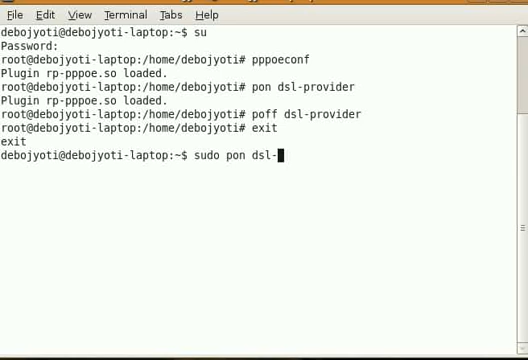 File Edit View Terminal Tabs Help
debojyoti@debojyoti-laptop:~$ su
Password:
root@debojyoti-laptop:/home/debojyoti# pppoeconf
Plugin rp-pppoe.so loaded.
root@debojyoti-laptop:/home/debojyoti# pon dsl-provider
Plugin rp-pppoe.so loaded.
root@debojyoti-laptop:/home/debojyoti# poff dsl-provider
root@debojyoti-laptop:/home/debojyoti# exit
exit
debojyoti@debojyoti-laptop:~$ sudo pon dsl-